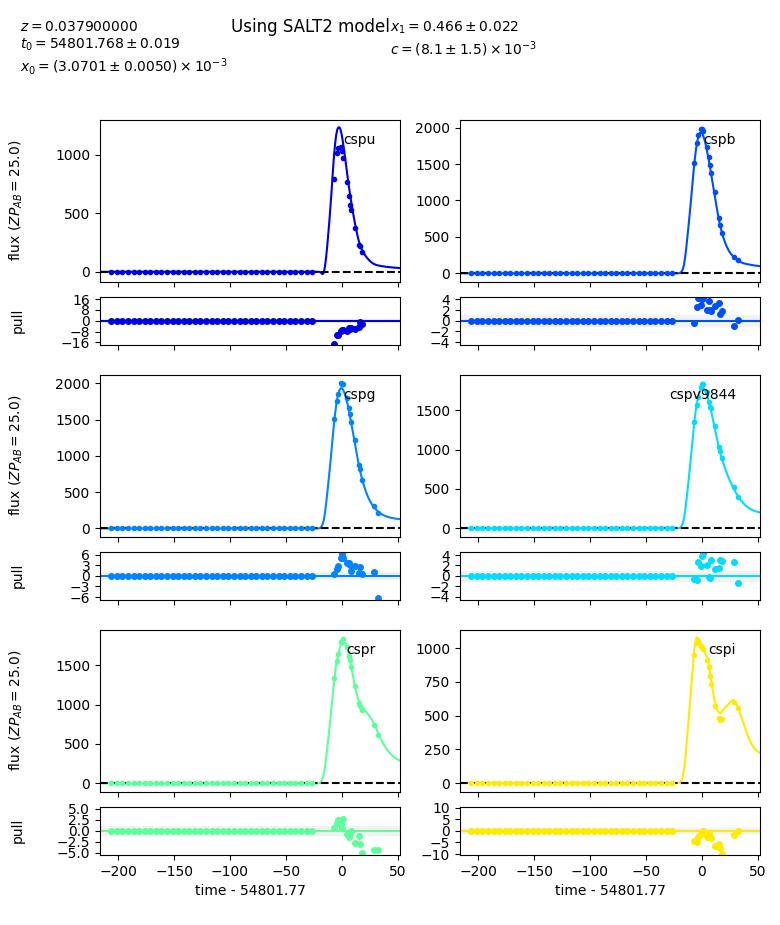 Using SALT2 model
z = 0.037900000
t₀ = 54801.768 ± 0.019
x₀ = (3.0701 ± 0.0050) × 10⁻³
x₁ = 0.466 ± 0.022
c = (8.1 ± 1.5) × 10⁻³
flux (ZP_AB = 25.0)
1000
500
0
cspu
2000
1500
1000
500
0
cspb
pull
16
8
0
−8
−16
4
2
0
−2
−4
flux (ZP_AB = 25.0)
2000
1500
1000
500
0
cspg
1500
1000
500
0
cspv9844
pull
6
3
0
−3
−6
4
2
0
−2
−4
flux (ZP_AB = 25.0)
1500
1000
500
0
cspr
1000
750
500
250
0
cspi
pull
5.0
2.5
0.0
−2.5
−5.0
10
5
0
−5
−10
−200 −150 −100 −50 0 50
−200 −150 −100 −50 0 50
time - 54801.77
time - 54801.77